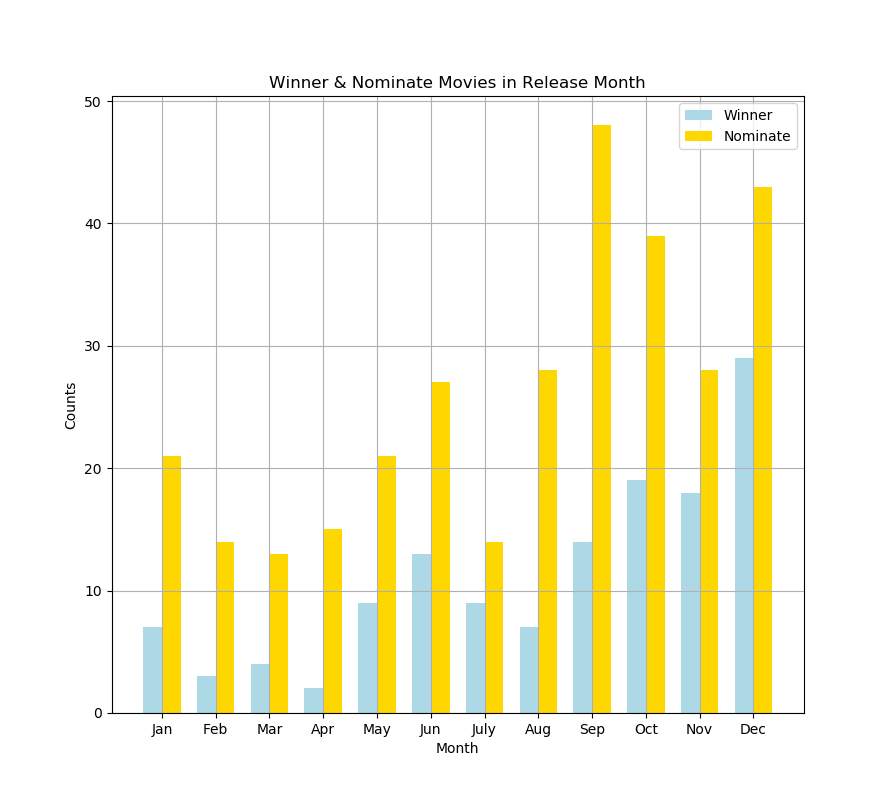 Winner & Nominate Movies in Release Month
Winner
Nominate
50
40
30
20
10
0
Counts
Jan Feb Mar Apr May Jun July Aug Sep Oct Nov Dec
Month